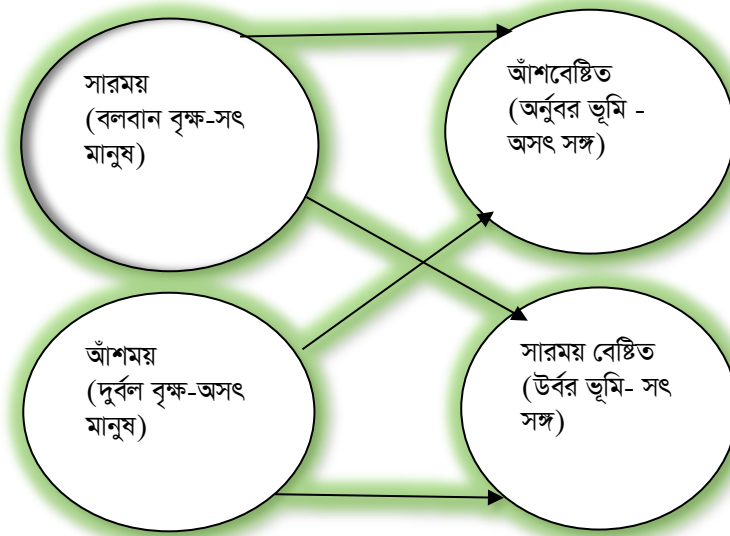 সারময়
(বলবান বৃক্ষ-সৎ
মানুষ)
আঁশবেষ্টিত
(অর্নুবর ভূমি -
অসৎ সঙ্গ)
আঁশময়
(দুর্বল বৃক্ষ-অসৎ
মানুষ)
সারময় বেষ্টিত
(উর্বর ভূমি- সৎ
সঙ্গ)